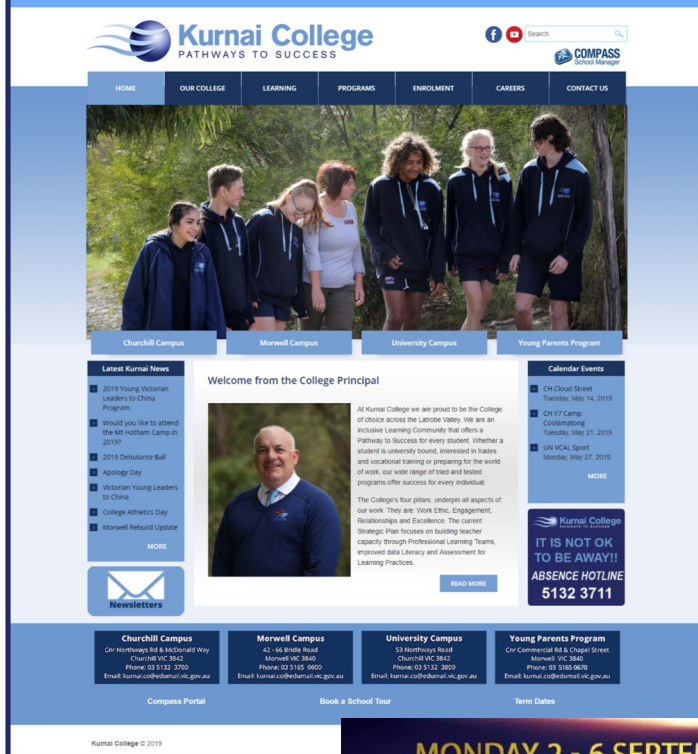 Kurnai College
PATHWAYS TO SUCCESS
Search
COMPASS
School Manager
HOME
OUR COLLEGE
LEARNING
PROGRAMS
ENROLMENT
CAREERS
CONTACT US
Churchill Campus
Morwell Campus
University Campus
Young Parents Program
Latest Kurnai News
2019 Young Victorian
Leaders to China
Program
Would you like to attend
the Mt Hotham Camp in
2019?
2019 Debutante Ball
Apology Day
Victorian Young Leaders
to China
College Athletics Day
Morwell Rebuild Update
MORE
Newsletters
Welcome from the College Principal
At Kurnai College we are proud to be the College
of choice across the Latrobe Valley. We are an
inclusive Learning Community that offers a
Pathway to Success for every student. Whether a
student is university bound, interested in trades
and vocational training or preparing for the world
of work, our wide range of tried and tested
programs offer success for every individual.
The College's four pillars, underpin all aspects of
our work. They are: Work Ethic, Engagement,
Relationships and Excellence. The current
Strategic Plan focuses on building teacher
capacity through Professional Learning Teams,
improved data Literacy and Assessment for
Learning Practices.
READ MORE
Calendar Events
CH Cloud Street
Tuesday, May 14, 2019
CH Y7 Camp
Coolamatong
Tuesday, May 21, 2019
UN VCAL Sport
Monday, May 27, 2019
MORE
Kurnai College
PATHWAYS TO SUCCESS
IT IS NOT OK
TO BE AWAY!!
ABSENCE HOTLINE
5132 3711
Churchill Campus
Cnr Northways Rd & McDonald Way
Churchill VIC 3842
Phone: 03 5132 3700
Email: kurnai.co@edumail.vic.gov.au
Morwell Campus
42 - 66 Bridle Road
Morwell VIC 3840
Phone: 03 5165 0600
Email: kurnai.co@edumail.vic.gov.au
University Campus
53 Northways Road
Churchill VIC 3842
Phone: 03 5132 3800
Email: kurnai.co@edumail.vic.gov.au
Young Parents Program
Cnr Commercial Rd & Chapel Street
Morwell VIC 3840
Phone: 03 5165 0670
Email: kurnai.co@edumail.vic.gov.au
Compass Portal
Book a School Tour
Term Dates
Kurnai College © 2019
MONDAY 2 - 6 SEPTE